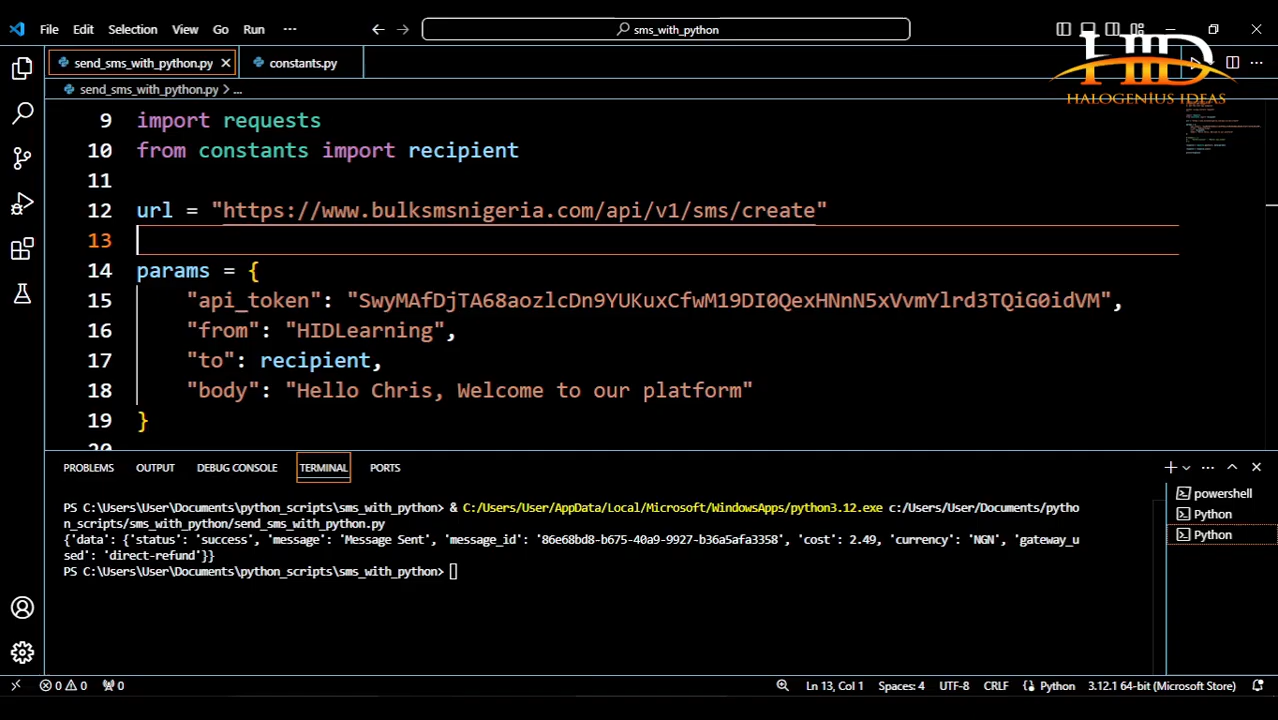 File Edit Selection View Go Run ···
sms_with_python
HID
HALOGENIUS IDEAS
send_sms_with_python.py
constants.py
send_sms_with_python.py > ...
9 import requests
10 from constants import recipient
11
12 url = "https://www.bulksmsnigeria.com/api/v1/sms/create"
13
14 params = {
15 "api_token": "SwyMAfDjTA68aozlcDn9YUKuxCfwM19DI0QexHNnN5xVvmYlrd3TQiG0idVM",
16 "from": "HIDLearning",
17 "to": recipient,
18 "body": "Hello Chris, Welcome to our platform"
19 }
20
PROBLEMS OUTPUT DEBUG CONSOLE TERMINAL PORTS
PS C:\Users\User\Documents\python_scripts\sms_with_python> & C:/Users/User/AppData/Local/Microsoft/WindowsApps/python3.12.exe c:/Users/User/Documents/pytho
n_scripts/sms_with_python/send_sms_with_python.py
{'data': {'status': 'success', 'message': 'Message Sent', 'message_id': '86e68bd8-b675-40a9-9927-b36a5afa3358', 'cost': 2.49, 'currency': 'NGN', 'gateway_u
sed': 'direct-refund'}}
PS C:\Users\User\Documents\python_scripts\sms_with_python>
powershell
Python
Python
0 0 0
Ln 13, Col 1 Spaces: 4 UTF-8 CRLF Python 3.12.1 64-bit (Microsoft Store)